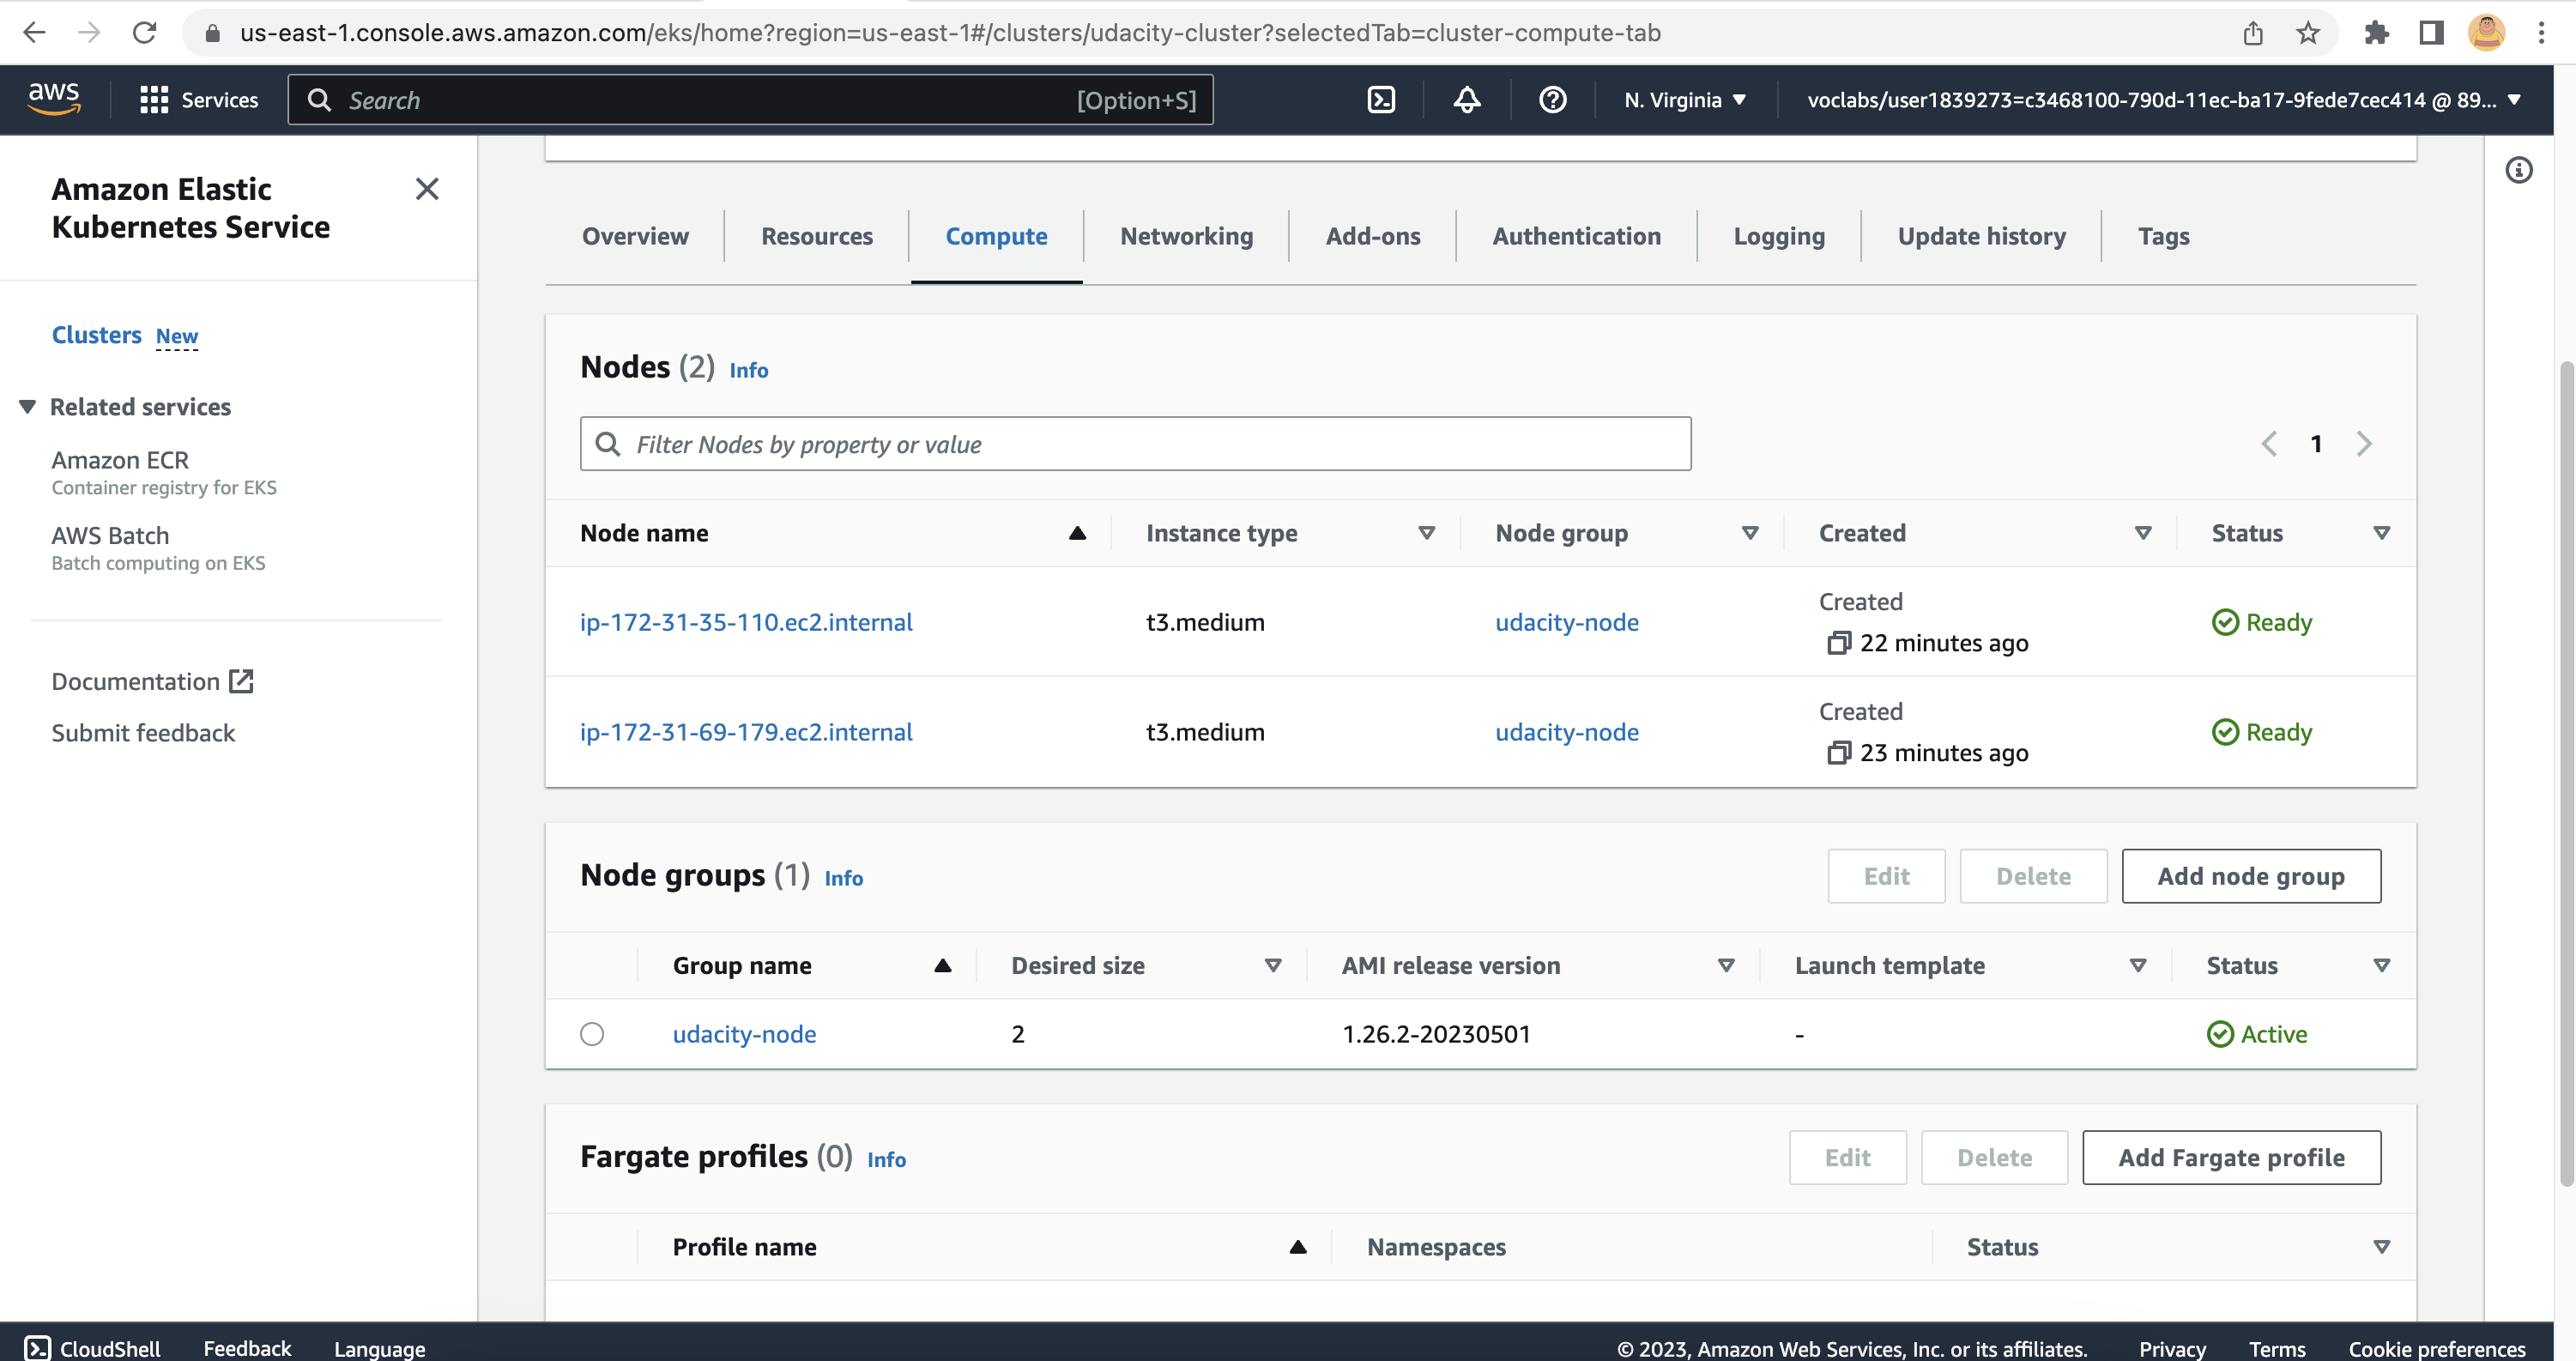 us-east-1.console.aws.amazon.com/eks/home?region=us-east-1#/clusters/udacity-cluster?selectedTab=cluster-compute-tab
aws Services Search [Option+S] N. Virginia voclabs/user1839273=c3468100-790d-11ec-ba17-9fede7cec414 @ 89...
Amazon Elastic
Kubernetes Service
Clusters New
Related services
Amazon ECR
Container registry for EKS
AWS Batch
Batch computing on EKS
Documentation
Submit feedback
Overview Resources Compute Networking Add-ons Authentication Logging Update history Tags
Nodes (2) Info
Filter Nodes by property or value
1
Node name Instance type Node group Created Status
ip-172-31-35-110.ec2.internal t3.medium udacity-node Created 22 minutes ago Ready
ip-172-31-69-179.ec2.internal t3.medium udacity-node Created 23 minutes ago Ready
Node groups (1) Info Edit Delete Add node group
Group name Desired size AMI release version Launch template Status
udacity-node 2 1.26.2-20230501 - Active
Fargate profiles (0) Info Edit Delete Add Fargate profile
Profile name Namespaces Status
CloudShell Feedback Language © 2023, Amazon Web Services, Inc. or its affiliates. Privacy Terms Cookie preferences